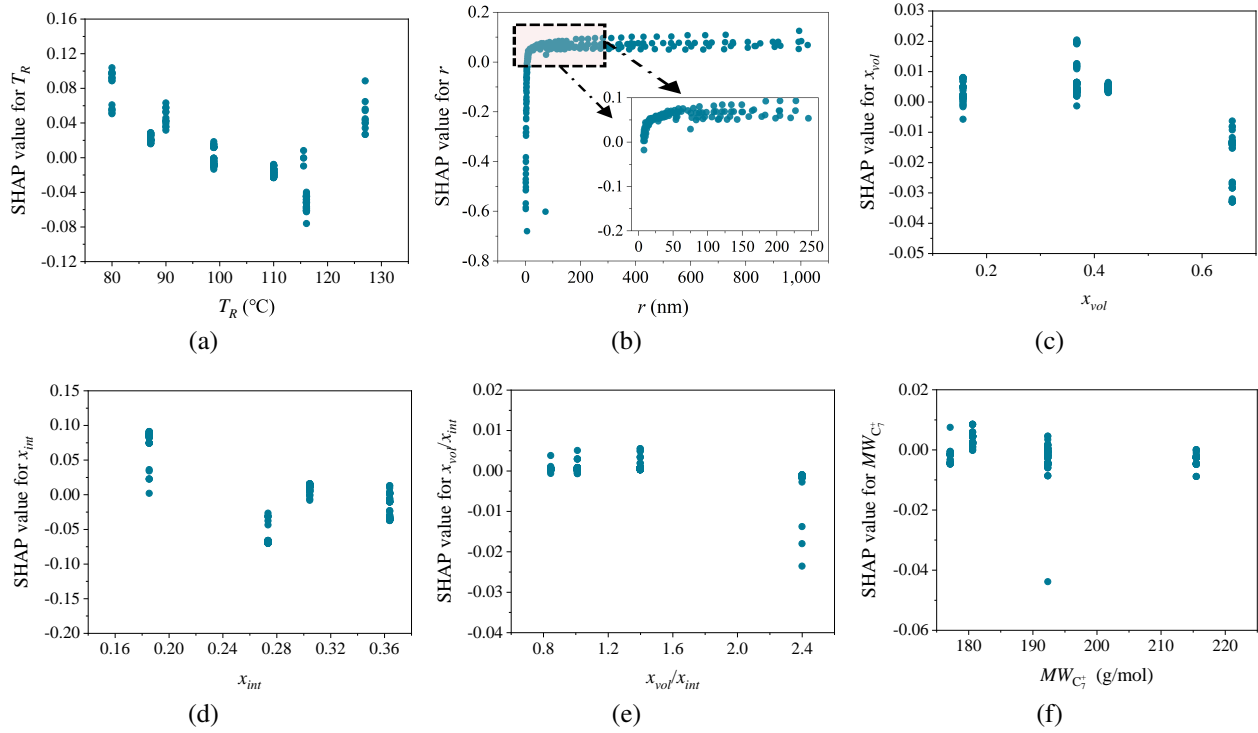 SHAP value for T_R
0.16
0.12
0.08
0.04
0.00
-0.04
-0.08
-0.12
80 90 100 110 120 130
T_R (°C)
(a)
SHAP value for r
0.2
0.0
-0.2
-0.4
-0.6
-0.8
0 200 400 600 800 1,000
r (nm)
0.1
0.0
-0.1
-0.2
0 25 50 75 100 125 150 175 200 225 250
(b)
SHAP value for x_vol
0.03
0.02
0.01
0.00
-0.01
-0.02
-0.03
-0.04
-0.05
0.2 0.4 0.6
x_vol
(c)
SHAP value for x_int
0.15
0.10
0.05
0.00
-0.05
-0.10
-0.15
-0.20
0.16 0.20 0.24 0.28 0.32 0.36
x_int
(d)
SHAP value for x_vol/x_int
0.02
0.01
0.00
-0.01
-0.02
-0.03
-0.04
0.8 1.2 1.6 2.0 2.4
x_vol/x_int
(e)
SHAP value for MW_C7+
0.02
0.00
-0.02
-0.04
-0.06
180 190 200 210 220
MW_C7+ (g/mol)
(f)